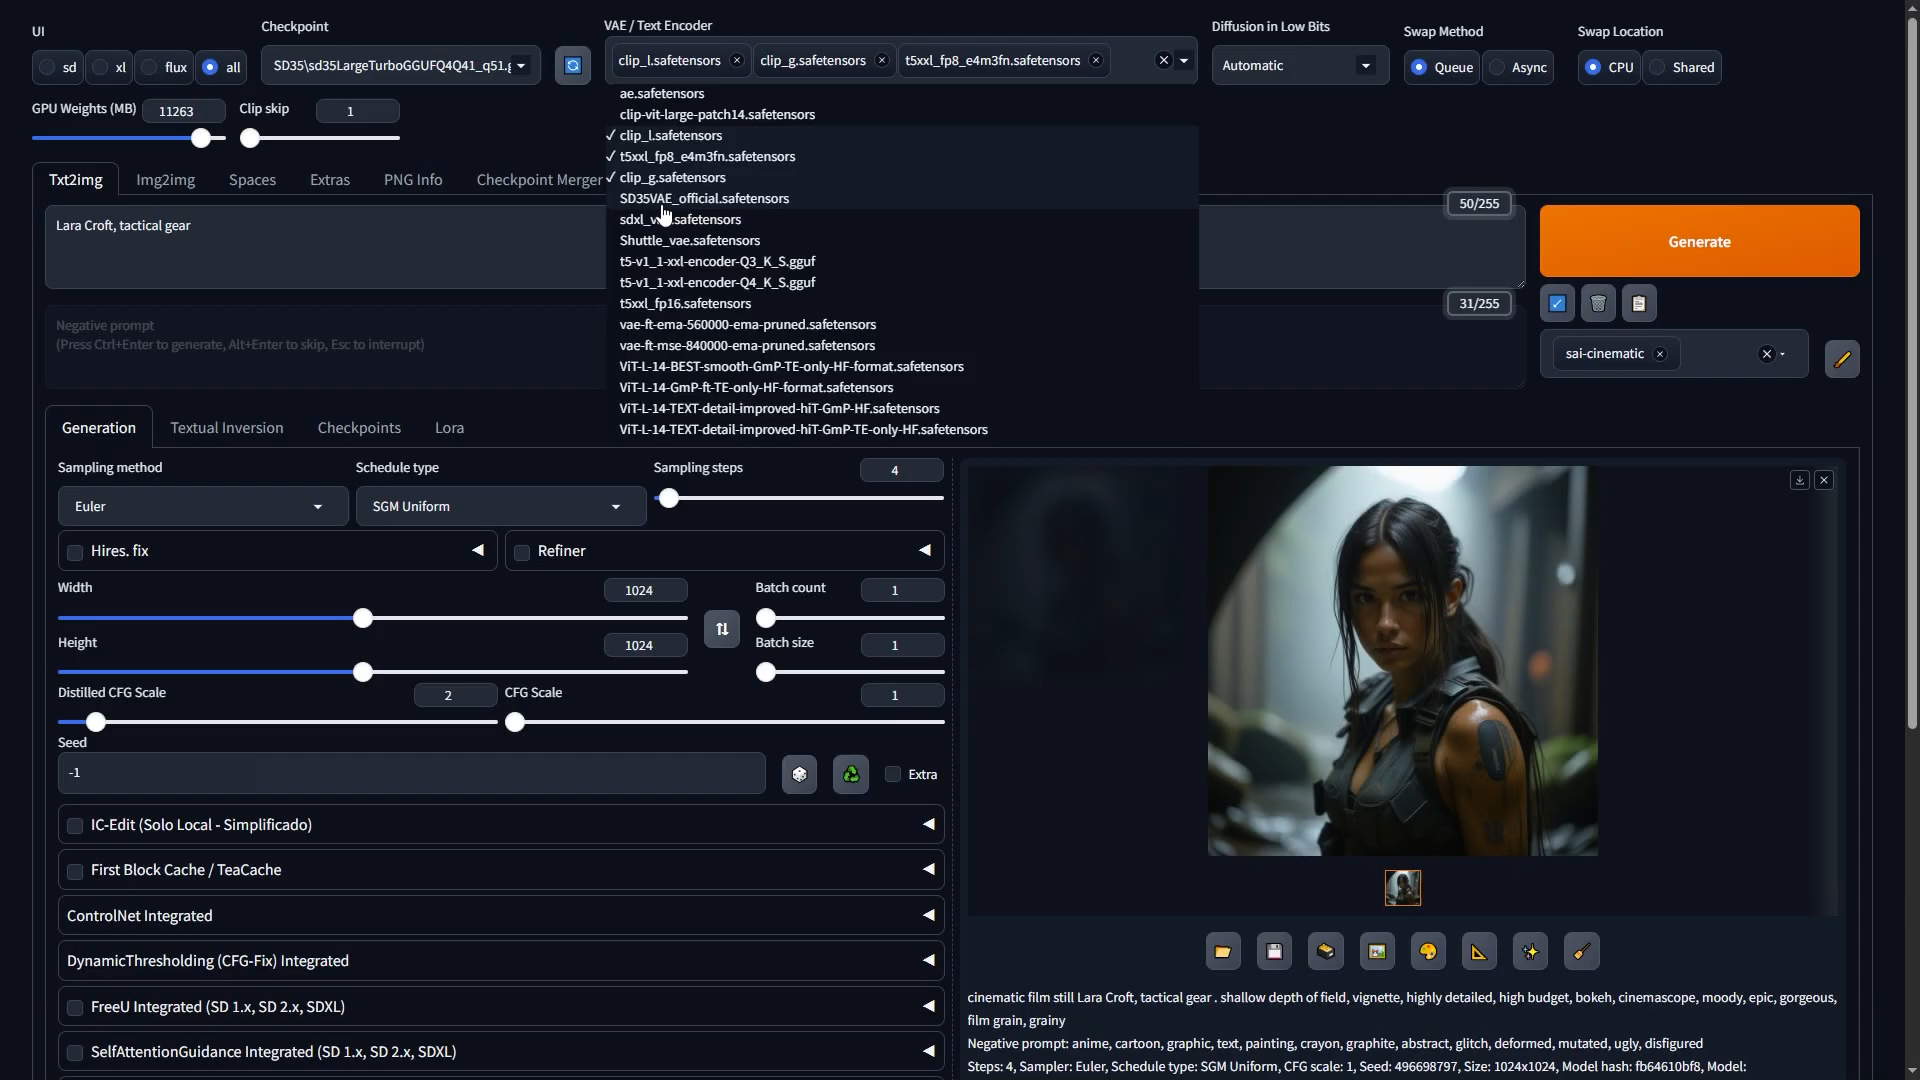 UI
Checkpoint
VAE / Text Encoder
Diffusion in Low Bits
Swap Method
Swap Location
sd
xl
flux
all
SD35\sd35LargeTurboGGUFQ4Q41_q51.g
clip_l.safetensors
clip_g.safetensors
t5xxl_fp8_e4m3fn.safetensors
Automatic
Queue
Async
CPU
Shared
GPU Weights (MB)
11263
Clip skip
1
ae.safetensors
clip-vit-large-patch14.safetensors
✓ clip_l.safetensors
✓ t5xxl_fp8_e4m3fn.safetensors
✓ clip_g.safetensors
SD35VAE_official.safetensors
.safetensors
Shuttle_vae.safetensors
t5-v1_1-xxl-encoder-Q3_K_S.gguf
t5-v1_1-xxl-encoder-Q4_K_S.gguf
t5xxl_fp16.safetensors
vae-ft-ema-560000-ema-pruned.safetensors
vae-ft-mse-840000-ema-pruned.safetensors
ViT-L-14-BEST-smooth-GmP-TE-only-HF-format.safetensors
ViT-L-14-GmP-ft-TE-only-HF-format.safetensors
ViT-L-14-TEXT-detail-improved-hiT-GmP-HF.safetensors
ViT-L-14-TEXT-detail-improved-hiT-GmP-TE-only-HF.safetensors
Txt2img
Img2img
Spaces
Extras
PNG Info
Checkpoint Merger
Lara Croft, tactical gear
50/255
Generate
Negative prompt
(Press Ctrl+Enter to generate, Alt+Enter to skip, Esc to interrupt)
31/255
sai-cinematic
Generation
Textual Inversion
Checkpoints
Lora
Sampling method
Schedule type
Sampling steps
4
Euler
SGM Uniform
Hires. fix
Refiner
Width
1024
Batch count
1
Height
1024
Batch size
1
Distilled CFG Scale
2
CFG Scale
1
Seed
-1
Extra
IC-Edit (Solo Local - Simplificado)
First Block Cache / TeaCache
ControlNet Integrated
DynamicThresholding (CFG-Fix) Integrated
FreeU Integrated (SD 1.x, SD 2.x, SDXL)
SelfAttentionGuidance Integrated (SD 1.x, SD 2.x, SDXL)
cinematic film still Lara Croft, tactical gear . shallow depth of field, vignette, highly detailed, high budget, bokeh, cinemascope, moody, epic, gorgeous,
film grain, grainy
Negative prompt: anime, cartoon, graphic, text, painting, crayon, graphite, abstract, glitch, deformed, mutated, ugly, disfigured
Steps: 4, Sampler: Euler, Schedule type: SGM Uniform, CFG scale: 1, Seed: 496698797, Size: 1024x1024, Model hash: fb64610bf8, Model: